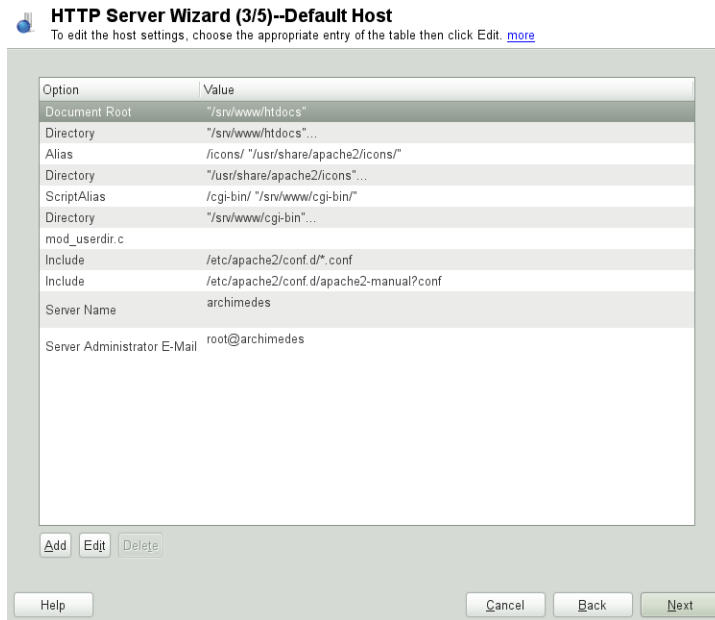 HTTP Server Wizard (3/5)--Default Host
To edit the host settings, choose the appropriate entry of the table then click Edit. more
Option Value
Document Root "/srv/www/htdocs"
Directory "/srv/www/htdocs"...
Alias /icons/ "/usr/share/apache2/icons/"
Directory "/usr/share/apache2/icons"...
ScriptAlias /cgi-bin/ "/srv/www/cgi-bin/"
Directory "/srv/www/cgi-bin"...
mod_userdir.c
Include /etc/apache2/conf.d/*.conf
Include /etc/apache2/conf.d/apache2-manual?conf
Server Name archimedes
Server Administrator E-Mail root@archimedes
Add Edit Delete
Help Cancel Back Next